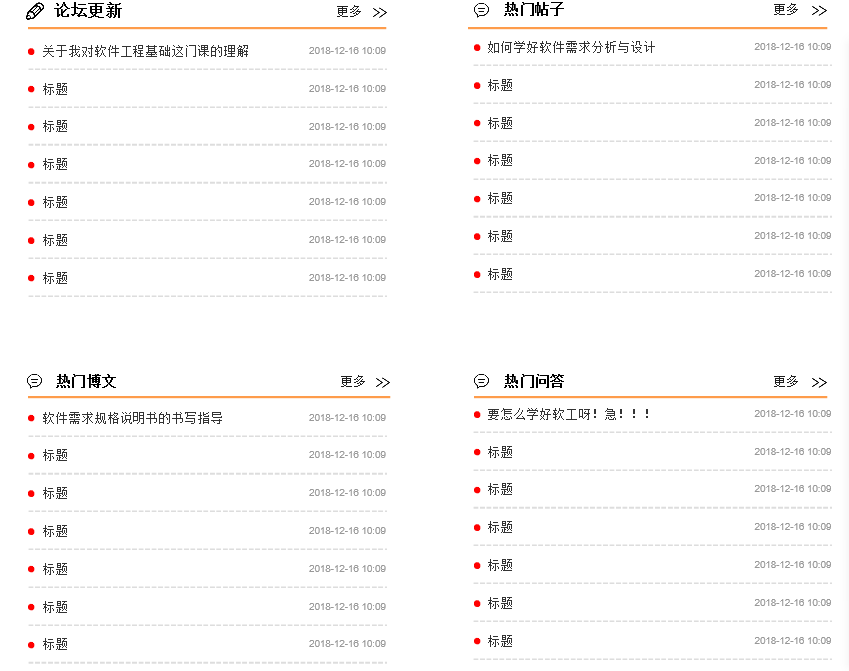 论坛更新 更多 >>
关于我对软件工程基础这门课的理解 2018-12-16 10:09
标题 2018-12-16 10:09
标题 2018-12-16 10:09
标题 2018-12-16 10:09
标题 2018-12-16 10:09
标题 2018-12-16 10:09
标题 2018-12-16 10:09
热门帖子 更多 >>
如何学好软件需求分析与设计 2018-12-16 10:09
标题 2018-12-16 10:09
标题 2018-12-16 10:09
标题 2018-12-16 10:09
标题 2018-12-16 10:09
标题 2018-12-16 10:09
标题 2018-12-16 10:09
热门博文 更多 >>
软件需求规格说明书的书写指导 2018-12-16 10:09
标题 2018-12-16 10:09
标题 2018-12-16 10:09
标题 2018-12-16 10:09
标题 2018-12-16 10:09
标题 2018-12-16 10:09
标题 2018-12-16 10:09
热门问答 更多 >>
要怎么学好软工呀！急！！！ 2018-12-16 10:09
标题 2018-12-16 10:09
标题 2018-12-16 10:09
标题 2018-12-16 10:09
标题 2018-12-16 10:09
标题 2018-12-16 10:09
标题 2018-12-16 10:09